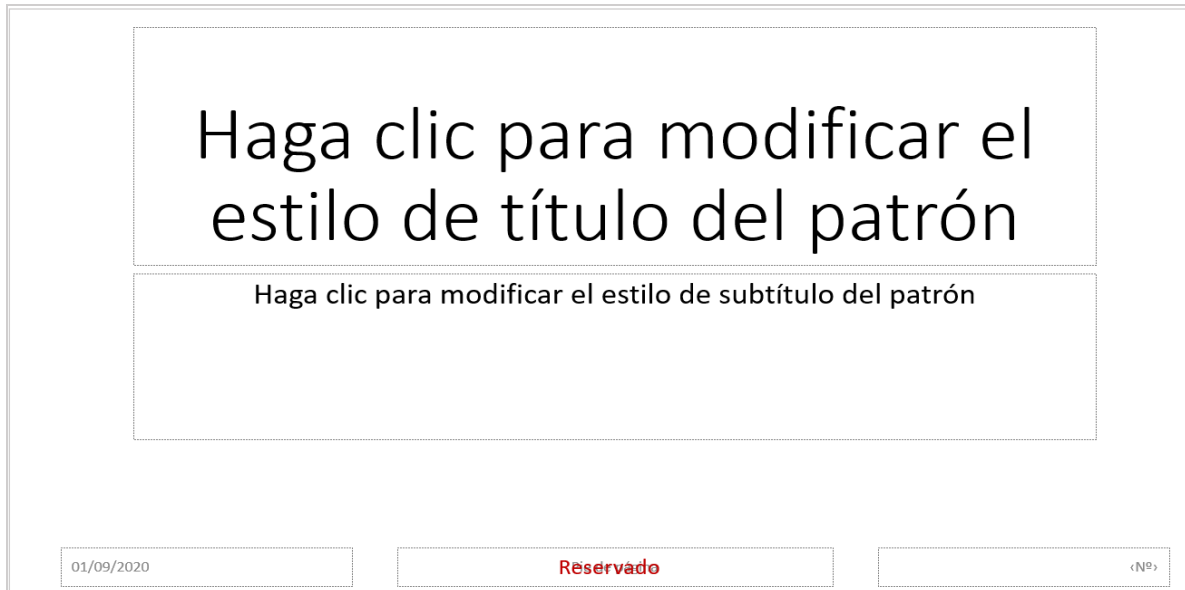 Haga clic para modificar el
estilo de título del patrón
Haga clic para modificar el estilo de subtítulo del patrón
01/09/2020
Reservado
‹Nº›